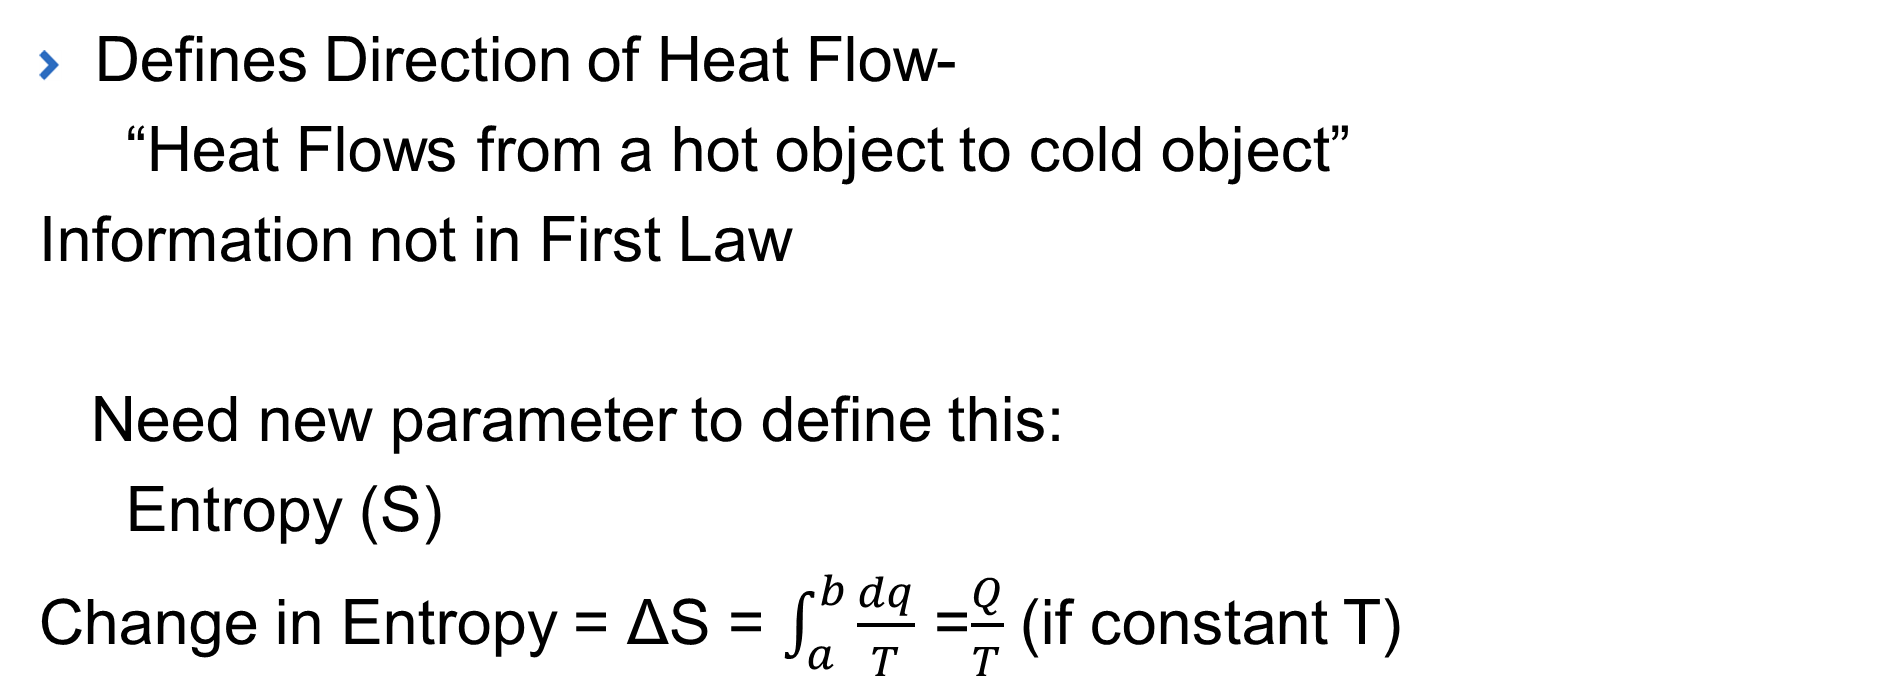 › Defines Direction of Heat Flow-
“Heat Flows from a hot object to cold object”
Information not in First Law
Need new parameter to define this:
Entropy (S)
Change in Entropy = ΔS = ∫ₐᵇ dq/T = Q/T (if constant T)